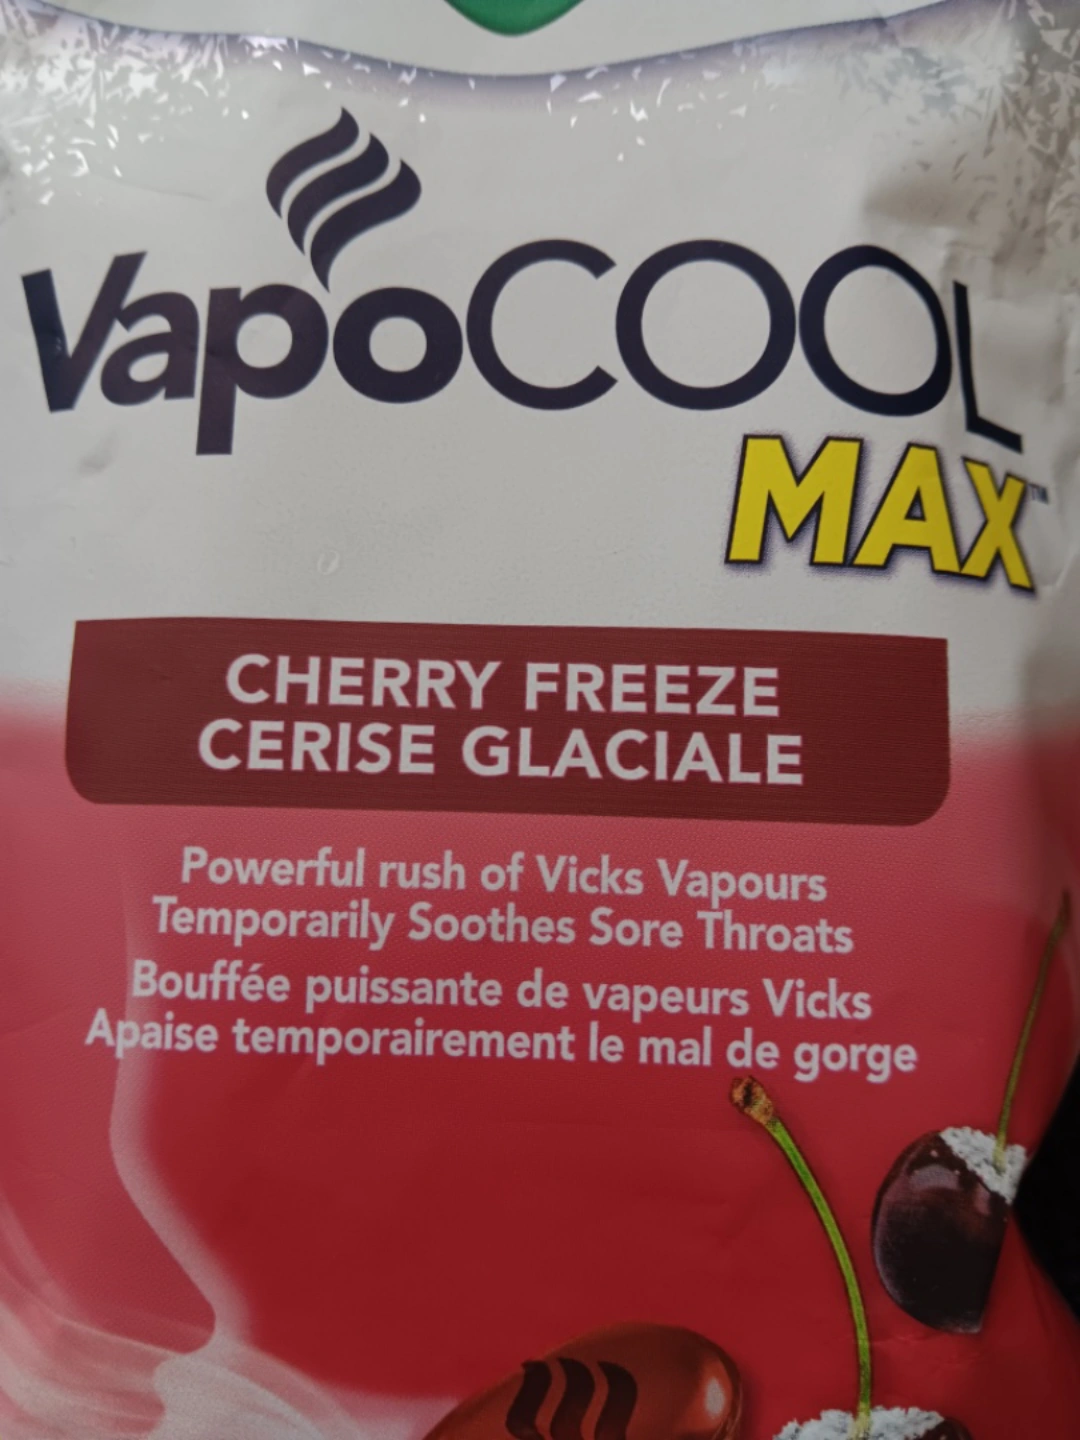 VapoCOOL
MAX™
CHERRY FREEZE
CERISE GLACIALE
Powerful rush of Vicks Vapours
Temporarily Soothes Sore Throats
Bouffée puissante de vapeurs Vicks
Apaise temporairement le mal de gorge